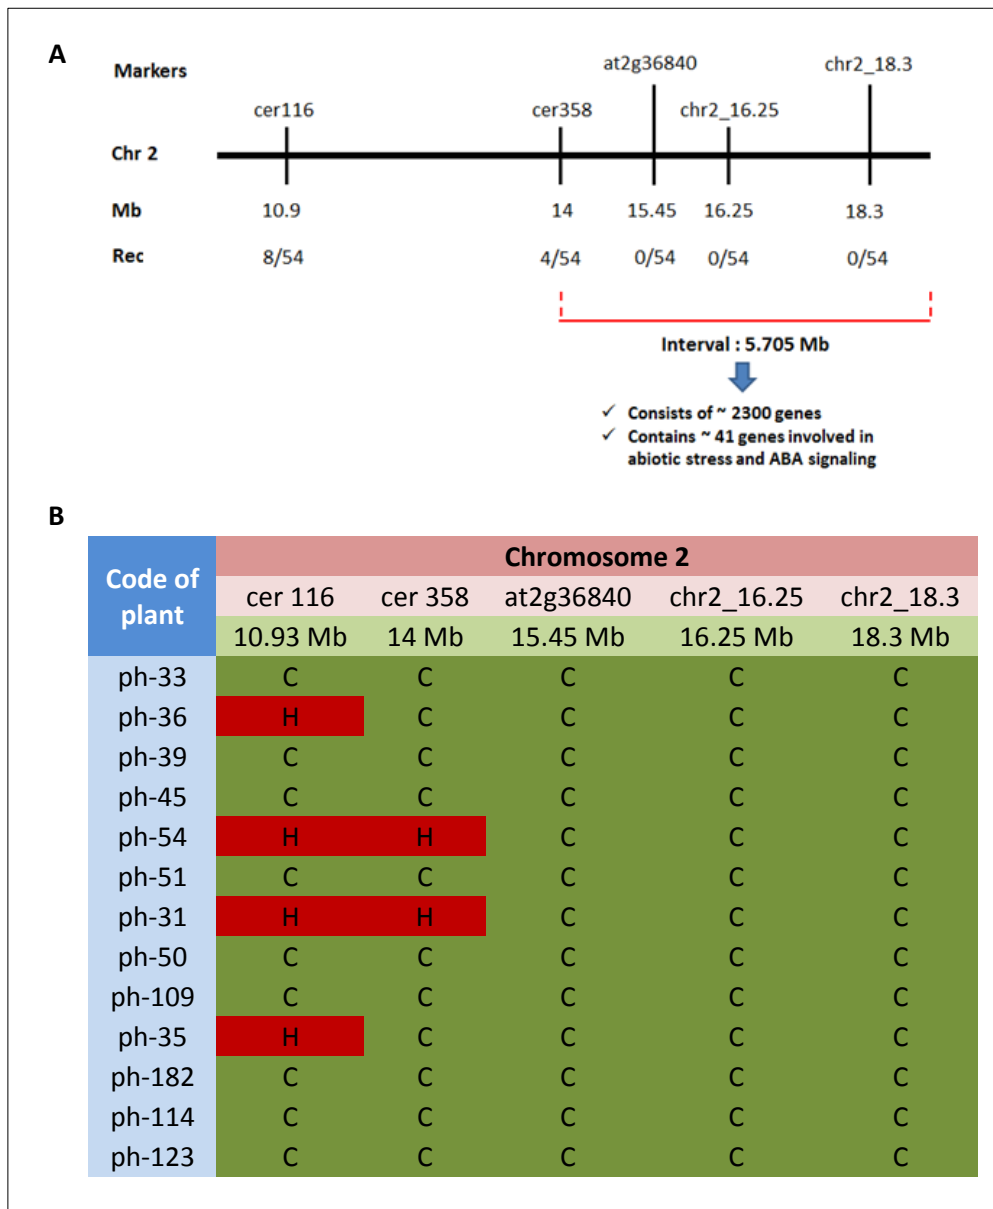 A
Markers
at2g36840 chr2_18.3
cer116 cer358 chr2_16.25
Chr 2
Mb 10.9 14 15.45 16.25 18.3
Rec 8/54 4/54 0/54 0/54 0/54
Interval : 5.705 Mb
✓ Consists of ~ 2300 genes
✓ Contains ~ 41 genes involved in
abiotic stress and ABA signaling
B
Code of plant Chromosome 2
cer 116 cer 358 at2g36840 chr2_16.25 chr2_18.3
10.93 Mb 14 Mb 15.45 Mb 16.25 Mb 18.3 Mb
ph-33 C C C C C
ph-36 H C C C C
ph-39 C C C C C
ph-45 C C C C C
ph-54 H H C C C
ph-51 C C C C C
ph-31 H H C C C
ph-50 C C C C C
ph-109 C C C C C
ph-35 H C C C C
ph-182 C C C C C
ph-114 C C C C C
ph-123 C C C C C